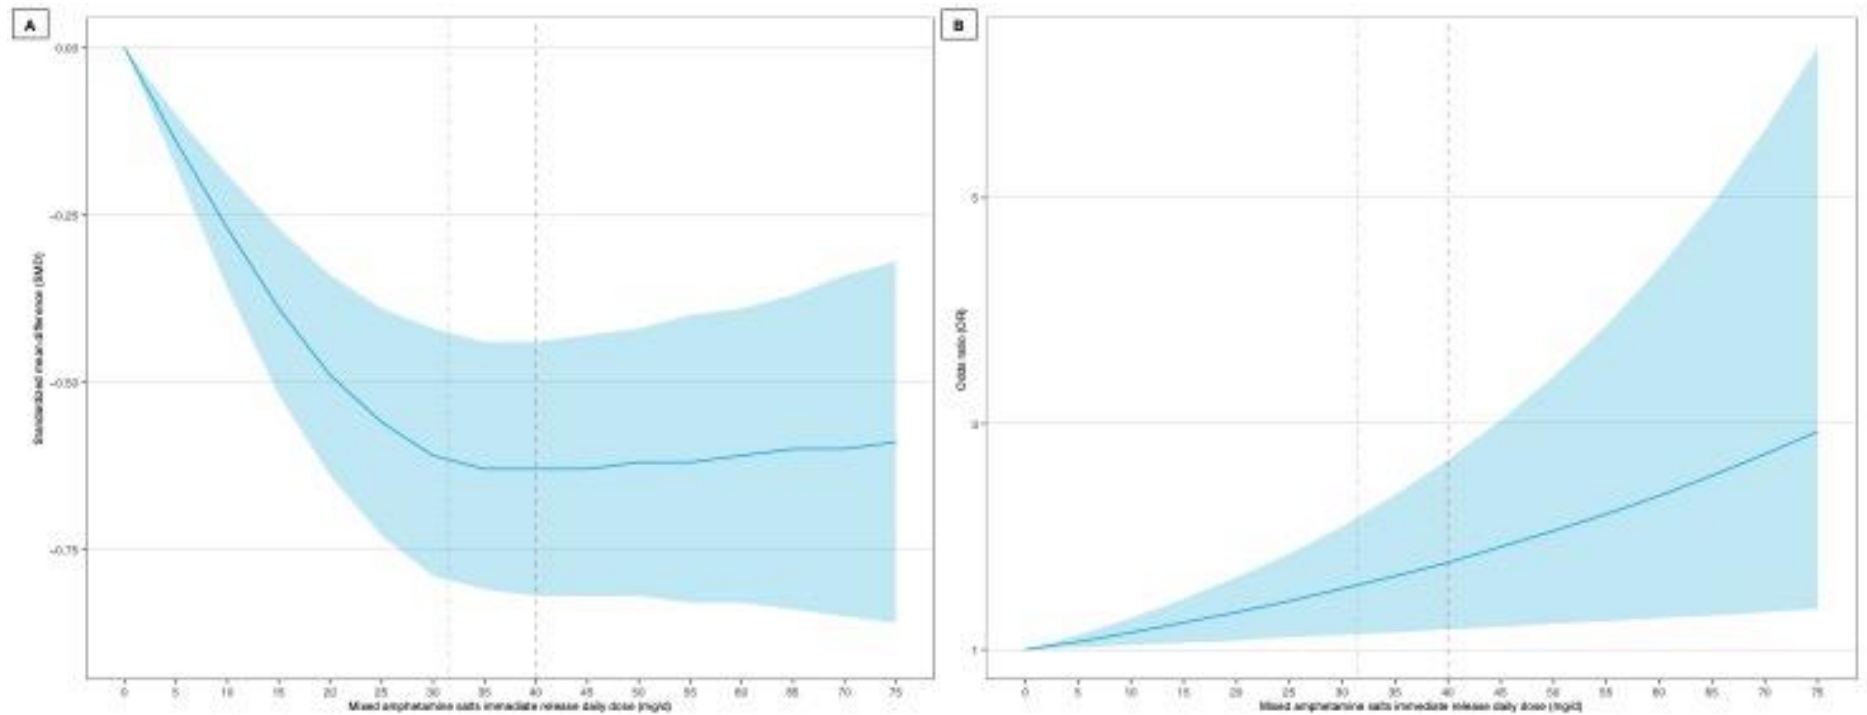 A
B
0.00
-0.25
-0.50
-0.75
Standardized mean difference (SMD)
0 5 10 15 20 25 30 35 40 45 50 55 60 65 70 75
Mixed amphetamine salts immediate release daily dose (mg/d)
5
3
1
Odds ratio (OR)
0 5 10 15 20 25 30 35 40 45 50 55 60 65 70 75
Mixed amphetamine salts immediate release daily dose (mg/d)